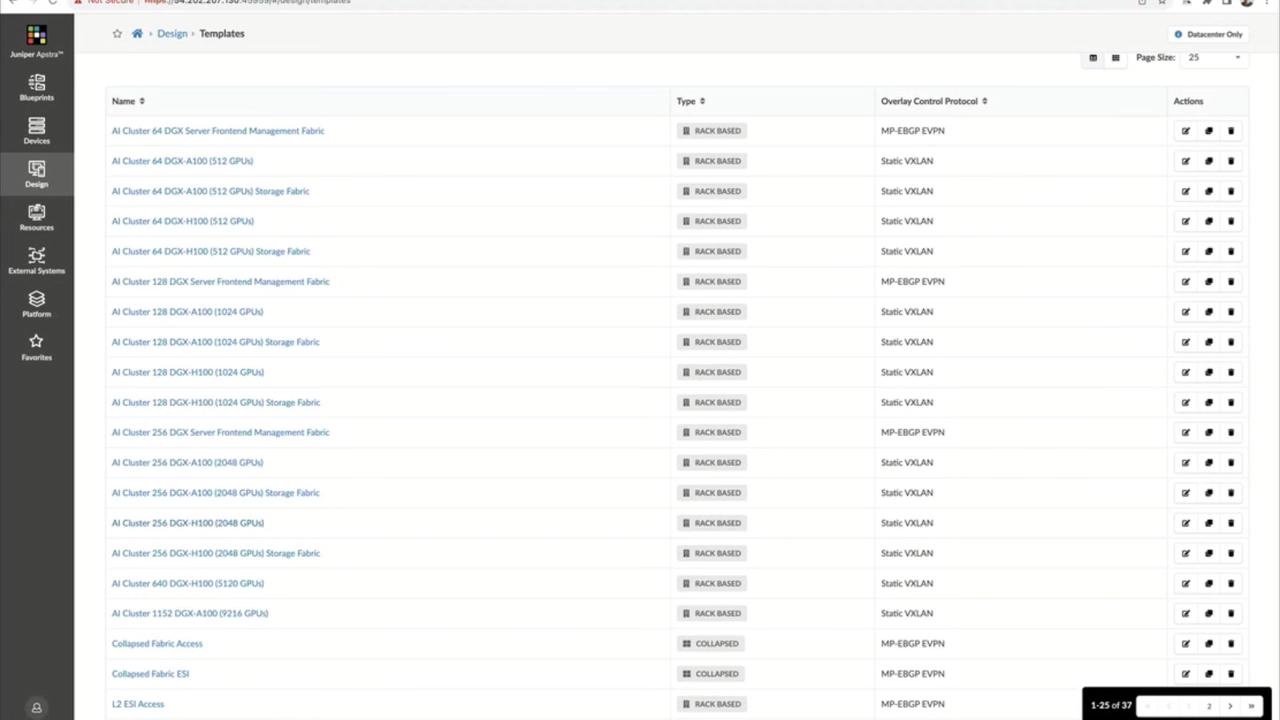 Not Secure https://54.202.207.130:45959/#/design/templates
Juniper Apstra™
Design › Templates
Datacenter Only
Blueprints
Devices
Design
Resources
External Systems
Platform
Favorites
Page Size: 25
Name Type Overlay Control Protocol Actions
AI Cluster 64 DGX Server Frontend Management Fabric RACK BASED MP-EBGP EVPN
AI Cluster 64 DGX-A100 (512 GPUs) RACK BASED Static VXLAN
AI Cluster 64 DGX-A100 (512 GPUs) Storage Fabric RACK BASED Static VXLAN
AI Cluster 64 DGX-H100 (512 GPUs) RACK BASED Static VXLAN
AI Cluster 64 DGX-H100 (512 GPUs) Storage Fabric RACK BASED Static VXLAN
AI Cluster 128 DGX Server Frontend Management Fabric RACK BASED MP-EBGP EVPN
AI Cluster 128 DGX-A100 (1024 GPUs) RACK BASED Static VXLAN
AI Cluster 128 DGX-A100 (1024 GPUs) Storage Fabric RACK BASED Static VXLAN
AI Cluster 128 DGX-H100 (1024 GPUs) RACK BASED Static VXLAN
AI Cluster 128 DGX-H100 (1024 GPUs) Storage Fabric RACK BASED Static VXLAN
AI Cluster 256 DGX Server Frontend Management Fabric RACK BASED MP-EBGP EVPN
AI Cluster 256 DGX-A100 (2048 GPUs) RACK BASED Static VXLAN
AI Cluster 256 DGX-A100 (2048 GPUs) Storage Fabric RACK BASED Static VXLAN
AI Cluster 256 DGX-H100 (2048 GPUs) RACK BASED Static VXLAN
AI Cluster 256 DGX-H100 (2048 GPUs) Storage Fabric RACK BASED Static VXLAN
AI Cluster 640 DGX-H100 (5120 GPUs) RACK BASED Static VXLAN
AI Cluster 1152 DGX-A100 (9216 GPUs) RACK BASED Static VXLAN
Collapsed Fabric Access COLLAPSED MP-EBGP EVPN
Collapsed Fabric ESI COLLAPSED MP-EBGP EVPN
L2 ESI Access RACK BASED MP-EBGP EVPN
1-25 of 37 « ‹ 1 2 › »